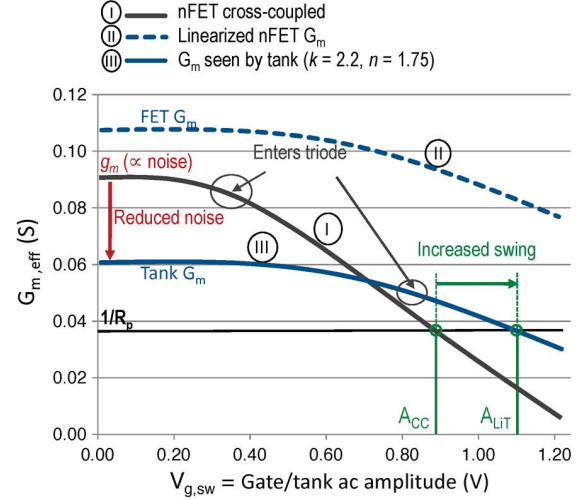 I nFET cross-coupled
II Linearized nFET Gm
III Gm seen by tank (k = 2.2, n = 1.75)
0.12
FET Gm
0.10
gm (∝ noise)
Enters triode
II
0.08
Reduced noise
I
Increased swing
III
0.06
Tank Gm
0.04
1/Rp
0.02
ACC
ALiT
0.00
0.00 0.20 0.40 0.60 0.80 1.00 1.20
Gm,eff (S)
Vg,sw = Gate/tank ac amplitude (V)